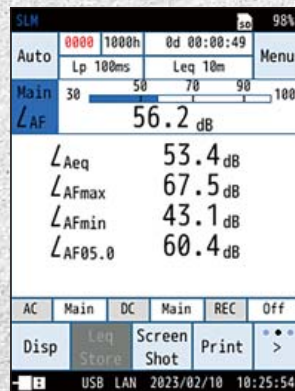 SLM SD 98%
Auto 0000 1000h 0d 00:00:49 Menu
Lp 100ms Leq 10m
Main 30 50 70 90 100
LAF 56.2 dB
LAeq 53.4 dB
LAFmax 67.5 dB
LAFmin 43.1 dB
LAF05.0 60.4 dB
AC Main DC Main REC Off
Disp Leq Store Screen Shot Print >
USB LAN 2023/02/10 10:25:54